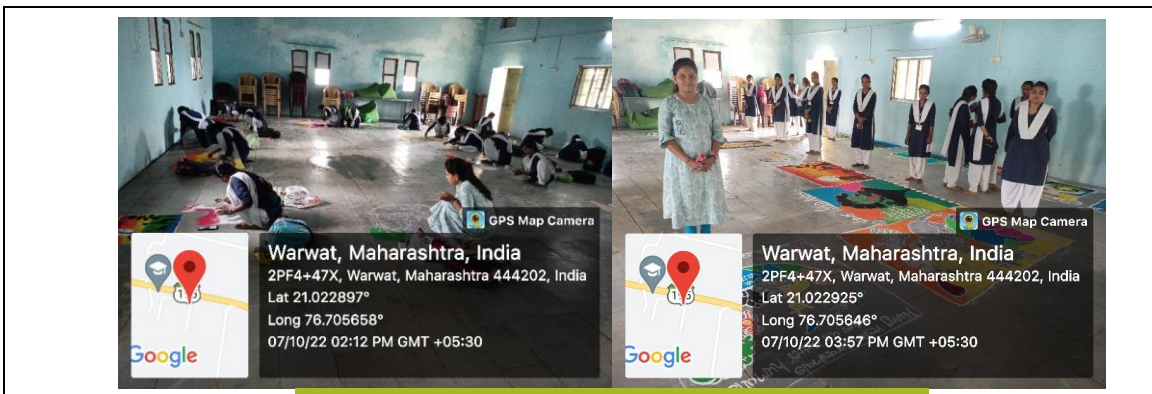 GPS Map Camera
Warwat, Maharashtra, India
2PF4+47X, Warwat, Maharashtra 444202, India
Lat 21.022897°
Long 76.705658°
07/10/22 02:12 PM GMT +05:30
Google
GPS Map Camera
Warwat, Maharashtra, India
2PF4+47X, Warwat, Maharashtra 444202, India
Lat 21.022925°
Long 76.705646°
07/10/22 03:57 PM GMT +05:30
Google